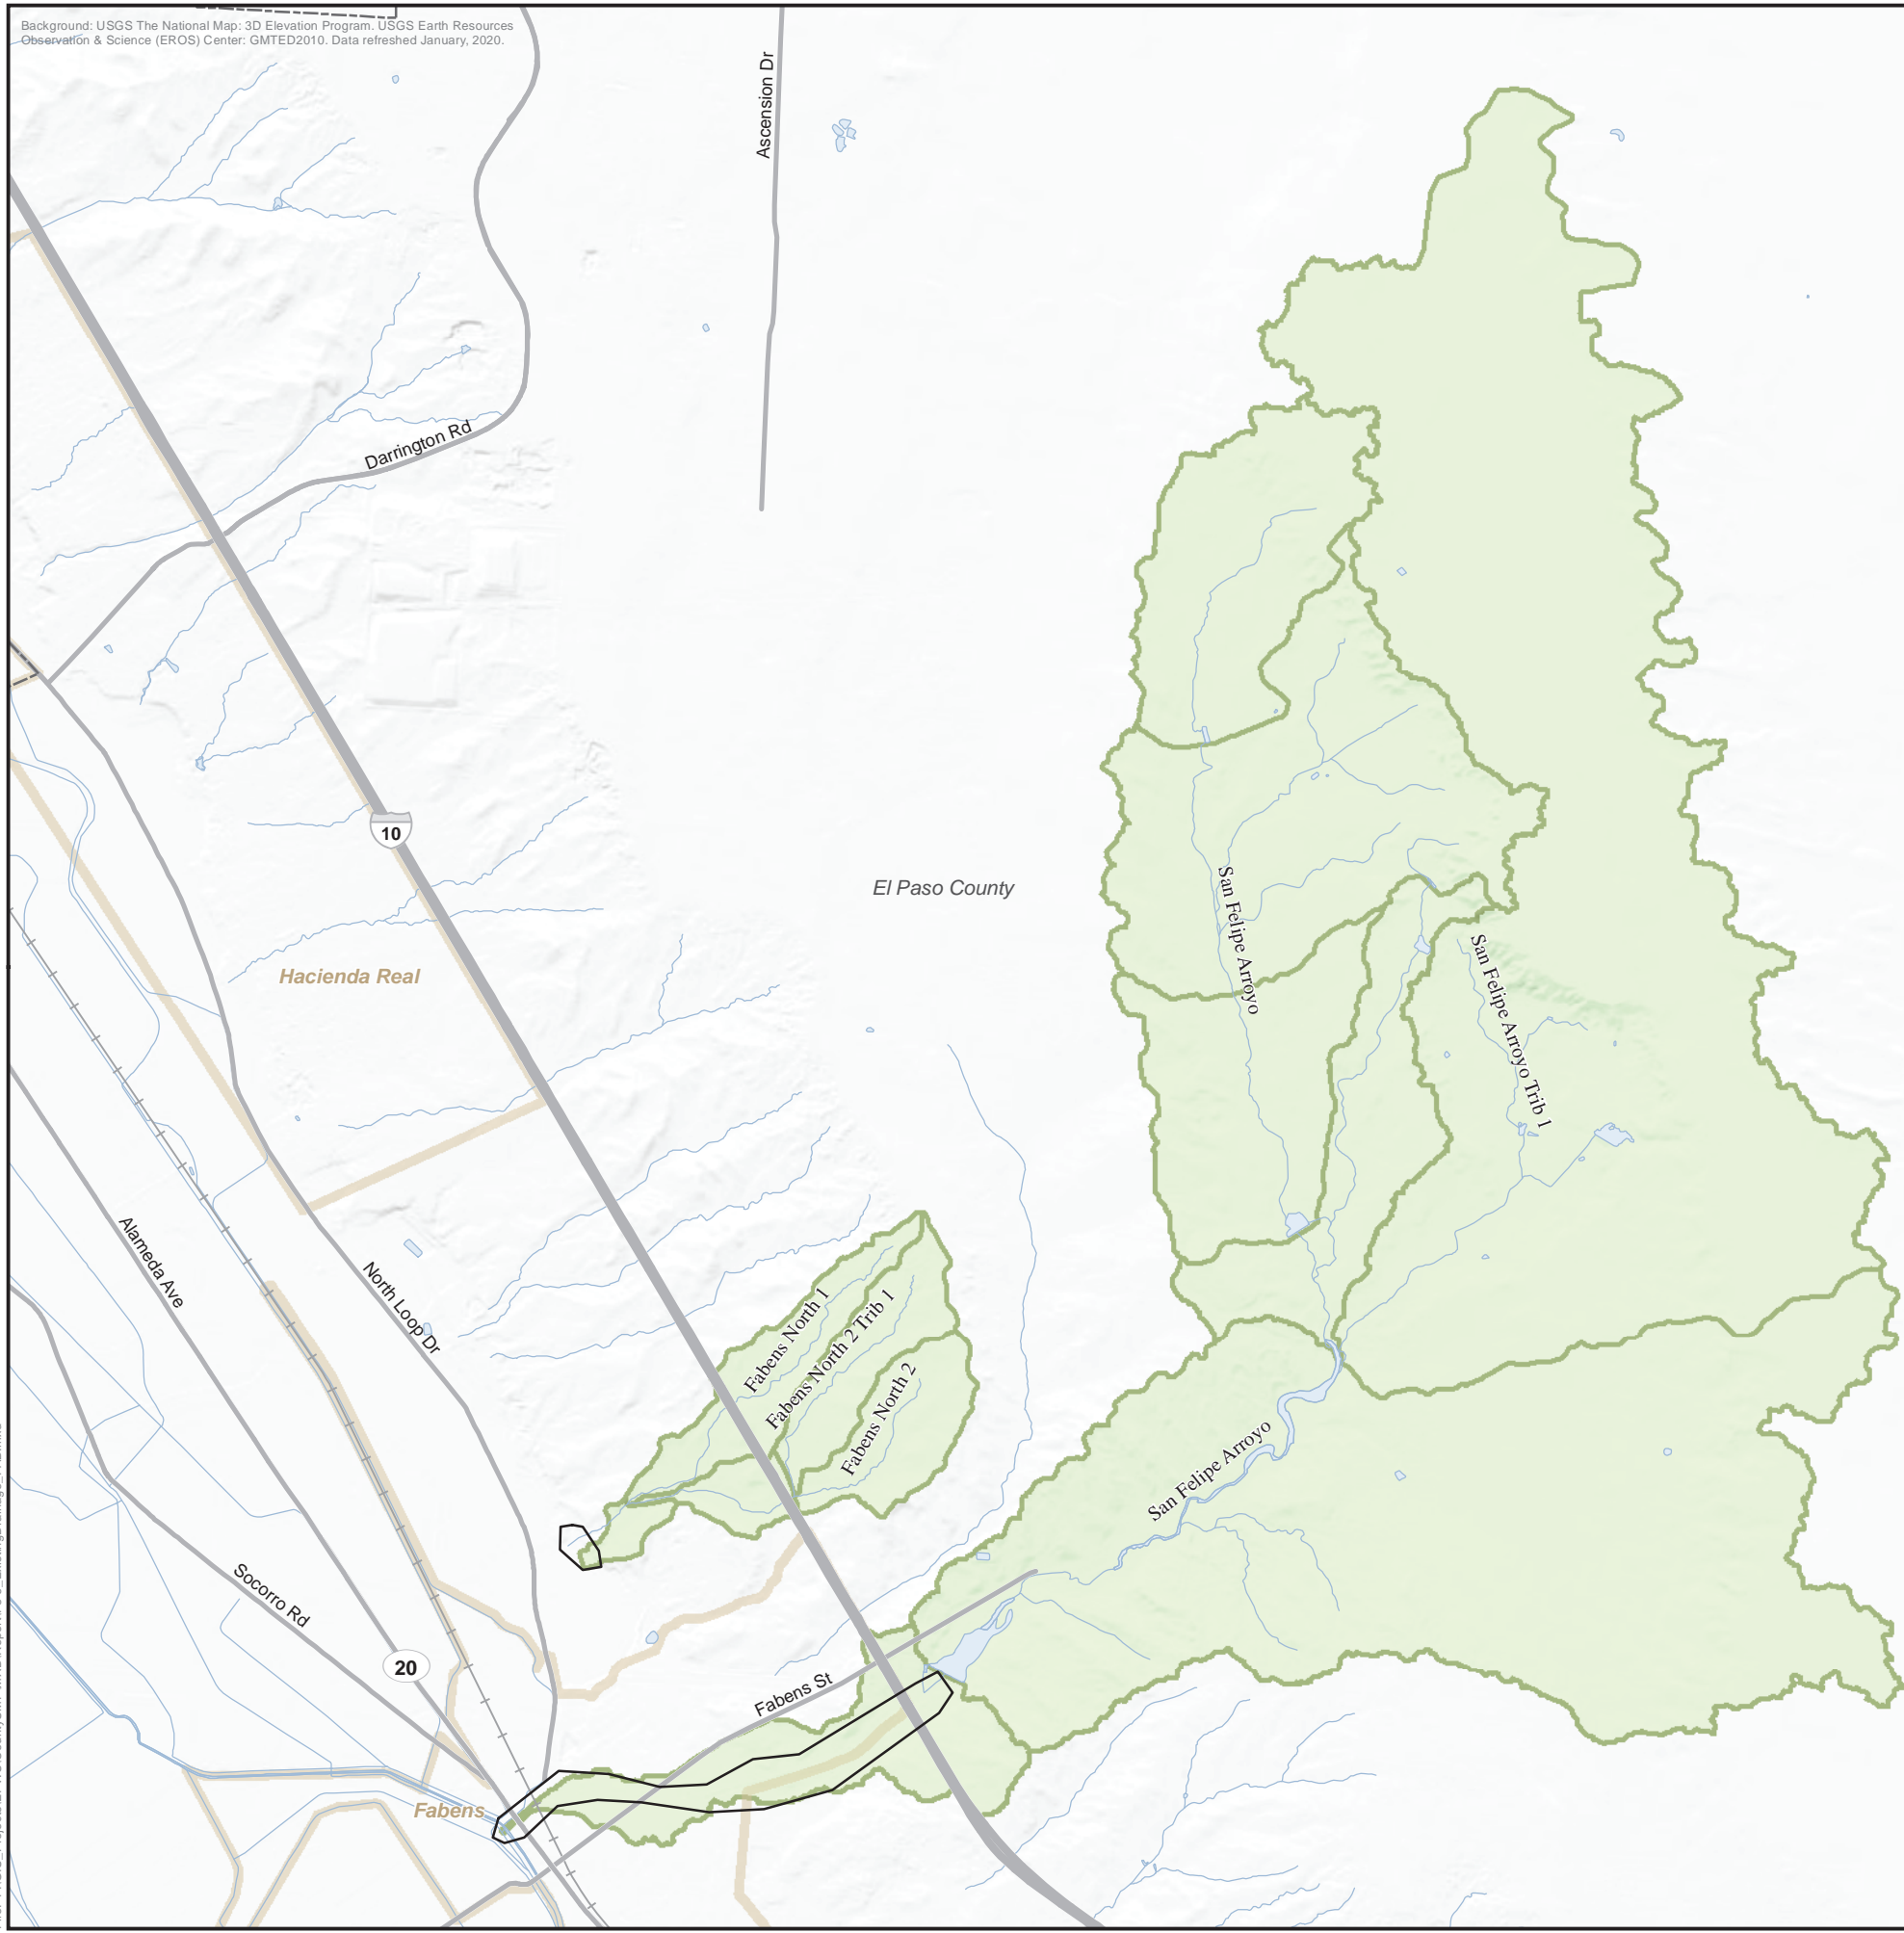 Background: USGS The National Map: 3D Elevation Program. USGS Earth Resources
Observation & Science (EROS) Center: GMTED2010. Data refreshed January, 2020.
Ascension Dr
Darrington Rd
10
El Paso County
San Felipe Arroyo
Hacienda Real
San Felipe Arroyo Trib 1
Alameda Ave
North Loop Dr
Fabens North 1
Fabens North 2 Trib 1
Fabens North 2
San Felipe Arroyo
Socorro Rd
20
Fabens St
Fabens